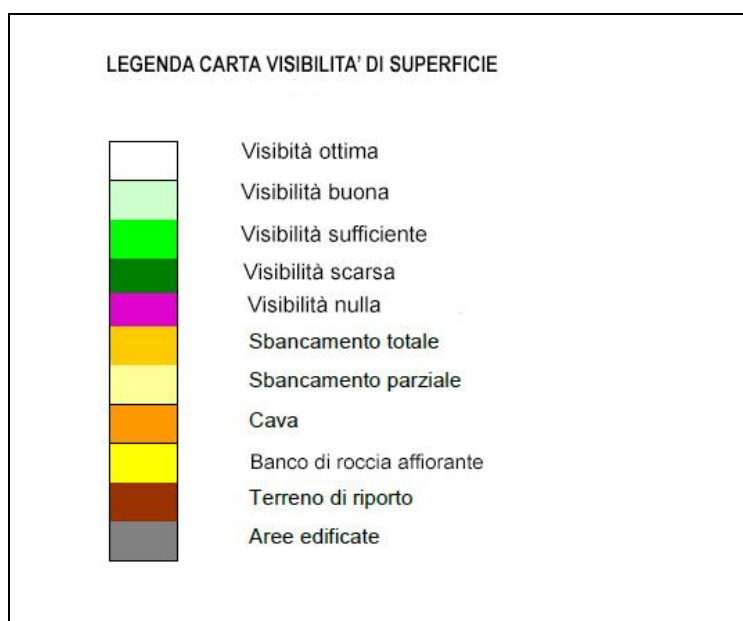 LEGENDA CARTA VISIBILITA' DI SUPERFICIE
Visibità ottima
Visibilità buona
Visibilità sufficiente
Visibilità scarsa
Visibilità nulla
Sbancamento totale
Sbancamento parziale
Cava
Banco di roccia affiorante
Terreno di riporto
Aree edificate